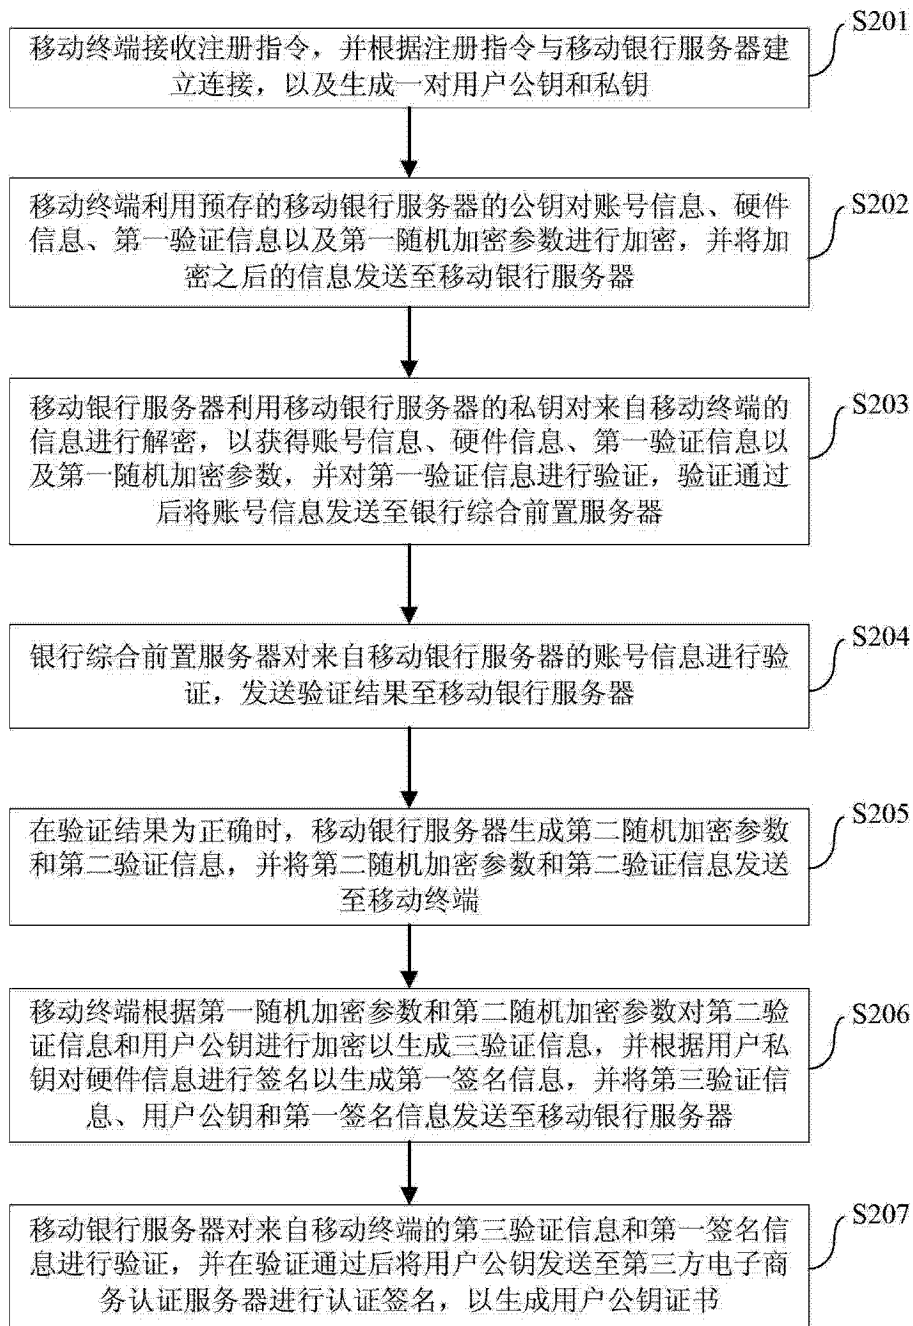 S201
移动终端接收注册指令，并根据注册指令与移动银行服务器建
立连接，以及生成一对用户公钥和私钥
S202
移动终端利用预存的移动银行服务器的公钥对账号信息、硬件
信息、第一验证信息以及第一随机加密参数进行加密，并将加
密之后的信息发送至移动银行服务器
S203
移动银行服务器利用移动银行服务器的私钥对来自移动终端的
信息进行解密，以获得账号信息、硬件信息、第一验证信息以
及第一随机加密参数，并对第一验证信息进行验证，验证通过
后将账号信息发送至银行综合前置服务器
S204
银行综合前置服务器对来自移动银行服务器的账号信息进行验
证，发送验证结果至移动银行服务器
S205
在验证结果为正确时，移动银行服务器生成第二随机加密参数
和第二验证信息，并将第二随机加密参数和第二验证信息发送
至移动终端
S206
移动终端根据第一随机加密参数和第二随机加密参数对第二验
证信息和用户公钥进行加密以生成三验证信息，并根据用户私
钥对硬件信息进行签名以生成第一签名信息，并将第三验证信
息、用户公钥和第一签名信息发送至移动银行服务器
S207
移动银行服务器对来自移动终端的第三验证信息和第一签名信
息进行验证，并在验证通过后将用户公钥发送至第三方电子商
务认证服务器进行认证签名，以生成用户公钥证书